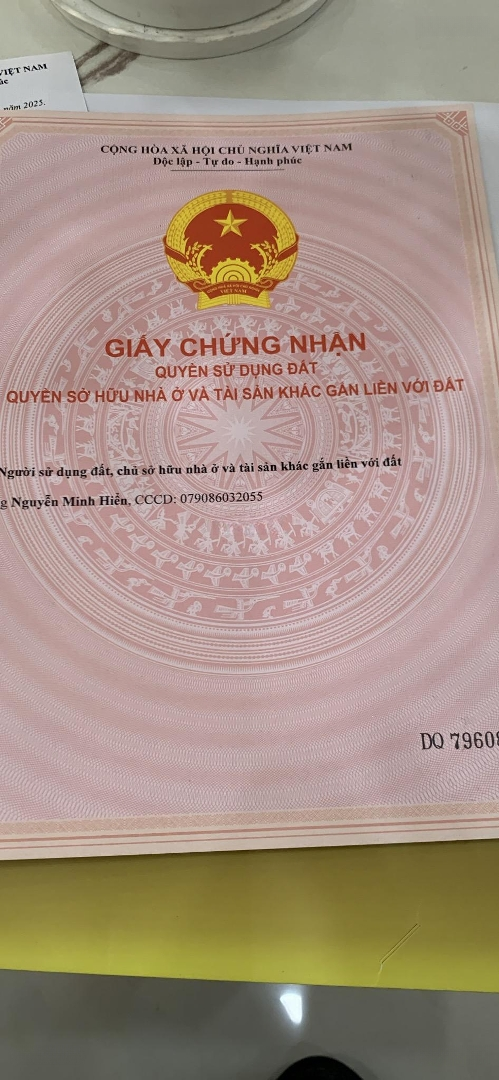 VIỆT NAM
úc
năm 2025.
CỘNG HÒA XÃ HỘI CHỦ NGHĨA VIỆT NAM
Độc lập - Tự do - Hạnh phúc
VIỆT NAM
GIẤY CHỨNG NHẬN
QUYỀN SỬ DỤNG ĐẤT
QUYỀN SỞ HỮU NHÀ Ở VÀ TÀI SẢN KHÁC GẮN LIỀN VỚI ĐẤT
Người sử dụng đất, chủ sở hữu nhà ở và tài sản khác gắn liền với đất
g Nguyễn Minh Hiển, CCCD: 079086032055
DQ 79608